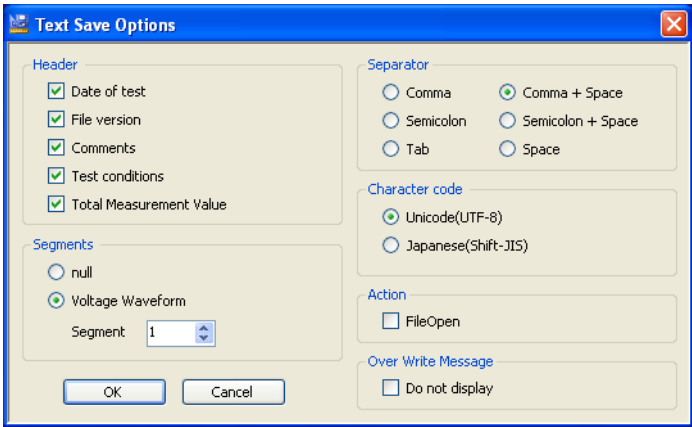 Text Save Options
Header
Date of test
File version
Comments
Test conditions
Total Measurement Value
Segments
null
Voltage Waveform
Segment 1
OK Cancel
Separator
Comma Comma + Space
Semicolon Semicolon + Space
Tab Space
Character code
Unicode(UTF-8)
Japanese(Shift-JIS)
Action
FileOpen
Over Write Message
Do not display